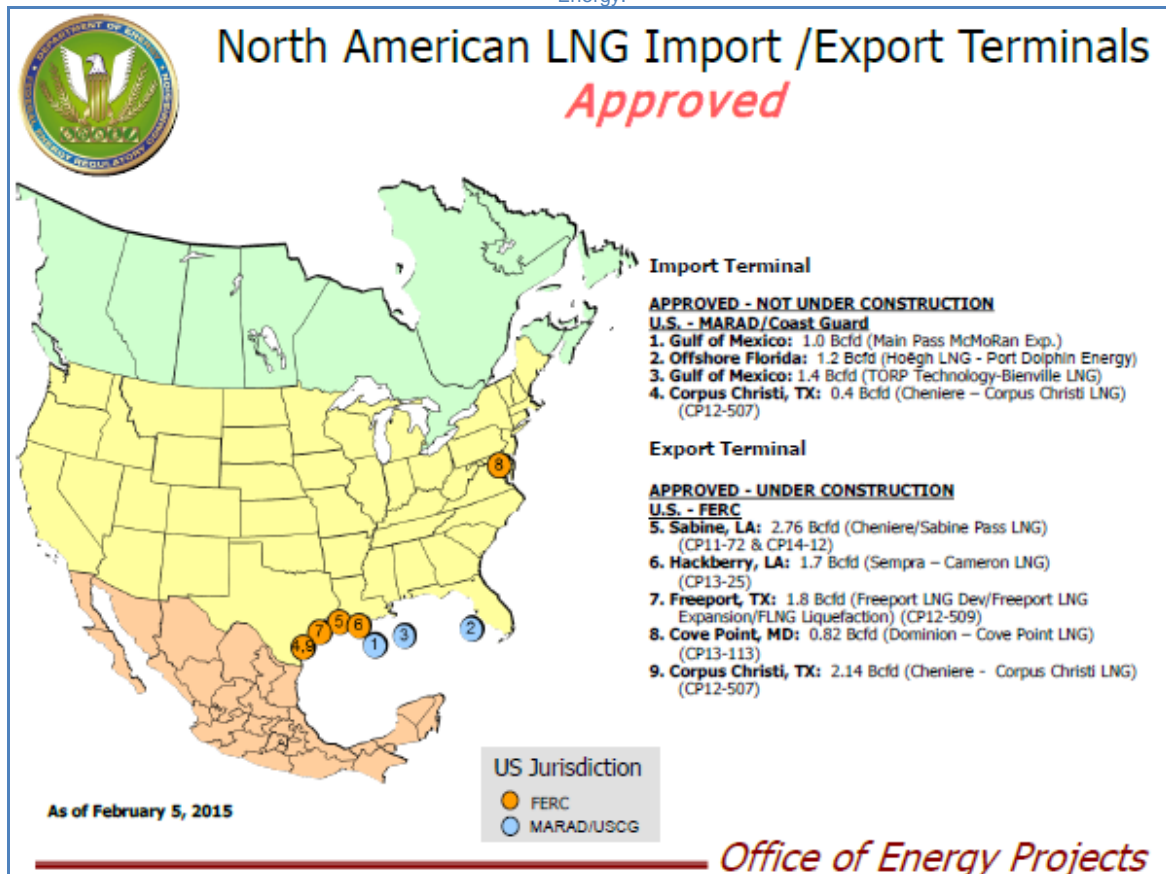 Energy.
DEPARTMENT OF ENERGY
FEDERAL ENERGY REGULATORY COMMISSION
North American LNG Import /Export Terminals
Approved
Import Terminal
APPROVED - NOT UNDER CONSTRUCTION
U.S. - MARAD/Coast Guard
1. Gulf of Mexico: 1.0 Bcfd (Main Pass McMoRan Exp.)
2. Offshore Florida: 1.2 Bcfd (Hoëgh LNG - Port Dolphin Energy)
3. Gulf of Mexico: 1.4 Bcfd (TORP Technology-Bienville LNG)
4. Corpus Christi, TX: 0.4 Bcfd (Cheniere – Corpus Christi LNG)
(CP12-507)
Export Terminal
APPROVED - UNDER CONSTRUCTION
U.S. - FERC
5. Sabine, LA: 2.76 Bcfd (Cheniere/Sabine Pass LNG)
(CP11-72 & CP14-12)
6. Hackberry, LA: 1.7 Bcfd (Sempra – Cameron LNG)
(CP13-25)
7. Freeport, TX: 1.8 Bcfd (Freeport LNG Dev/Freeport LNG
Expansion/FLNG Liquefaction) (CP12-509)
8. Cove Point, MD: 0.82 Bcfd (Dominion – Cove Point LNG)
(CP13-113)
9. Corpus Christi, TX: 2.14 Bcfd (Cheniere - Corpus Christi LNG)
(CP12-507)
8
5
6
7
4,9
1
3
2
US Jurisdiction
FERC
MARAD/USCG
As of February 5, 2015
Office of Energy Projects